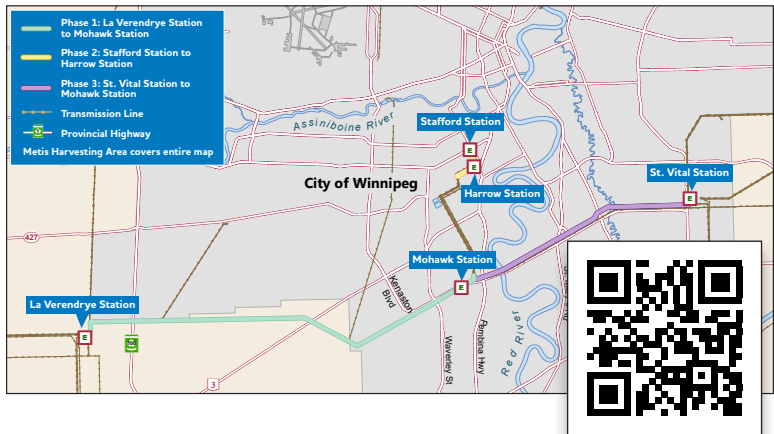 Phase 1: La Verendrye Station
to Mohawk Station
Phase 2: Stafford Station to
Harrow Station
Phase 3: St. Vital Station to
Mohawk Station
Transmission Line
Provincial Highway
Metis Harvesting Area covers entire map
Assiniboine River
Stafford Station
E
E
Harrow Station
City of Winnipeg
St. Vital Station
E
427
Mohawk Station
E
Kenaston
Blvd
La Verendrye Station
E
100
3
Waverley St
Pembina Hwy
Red River